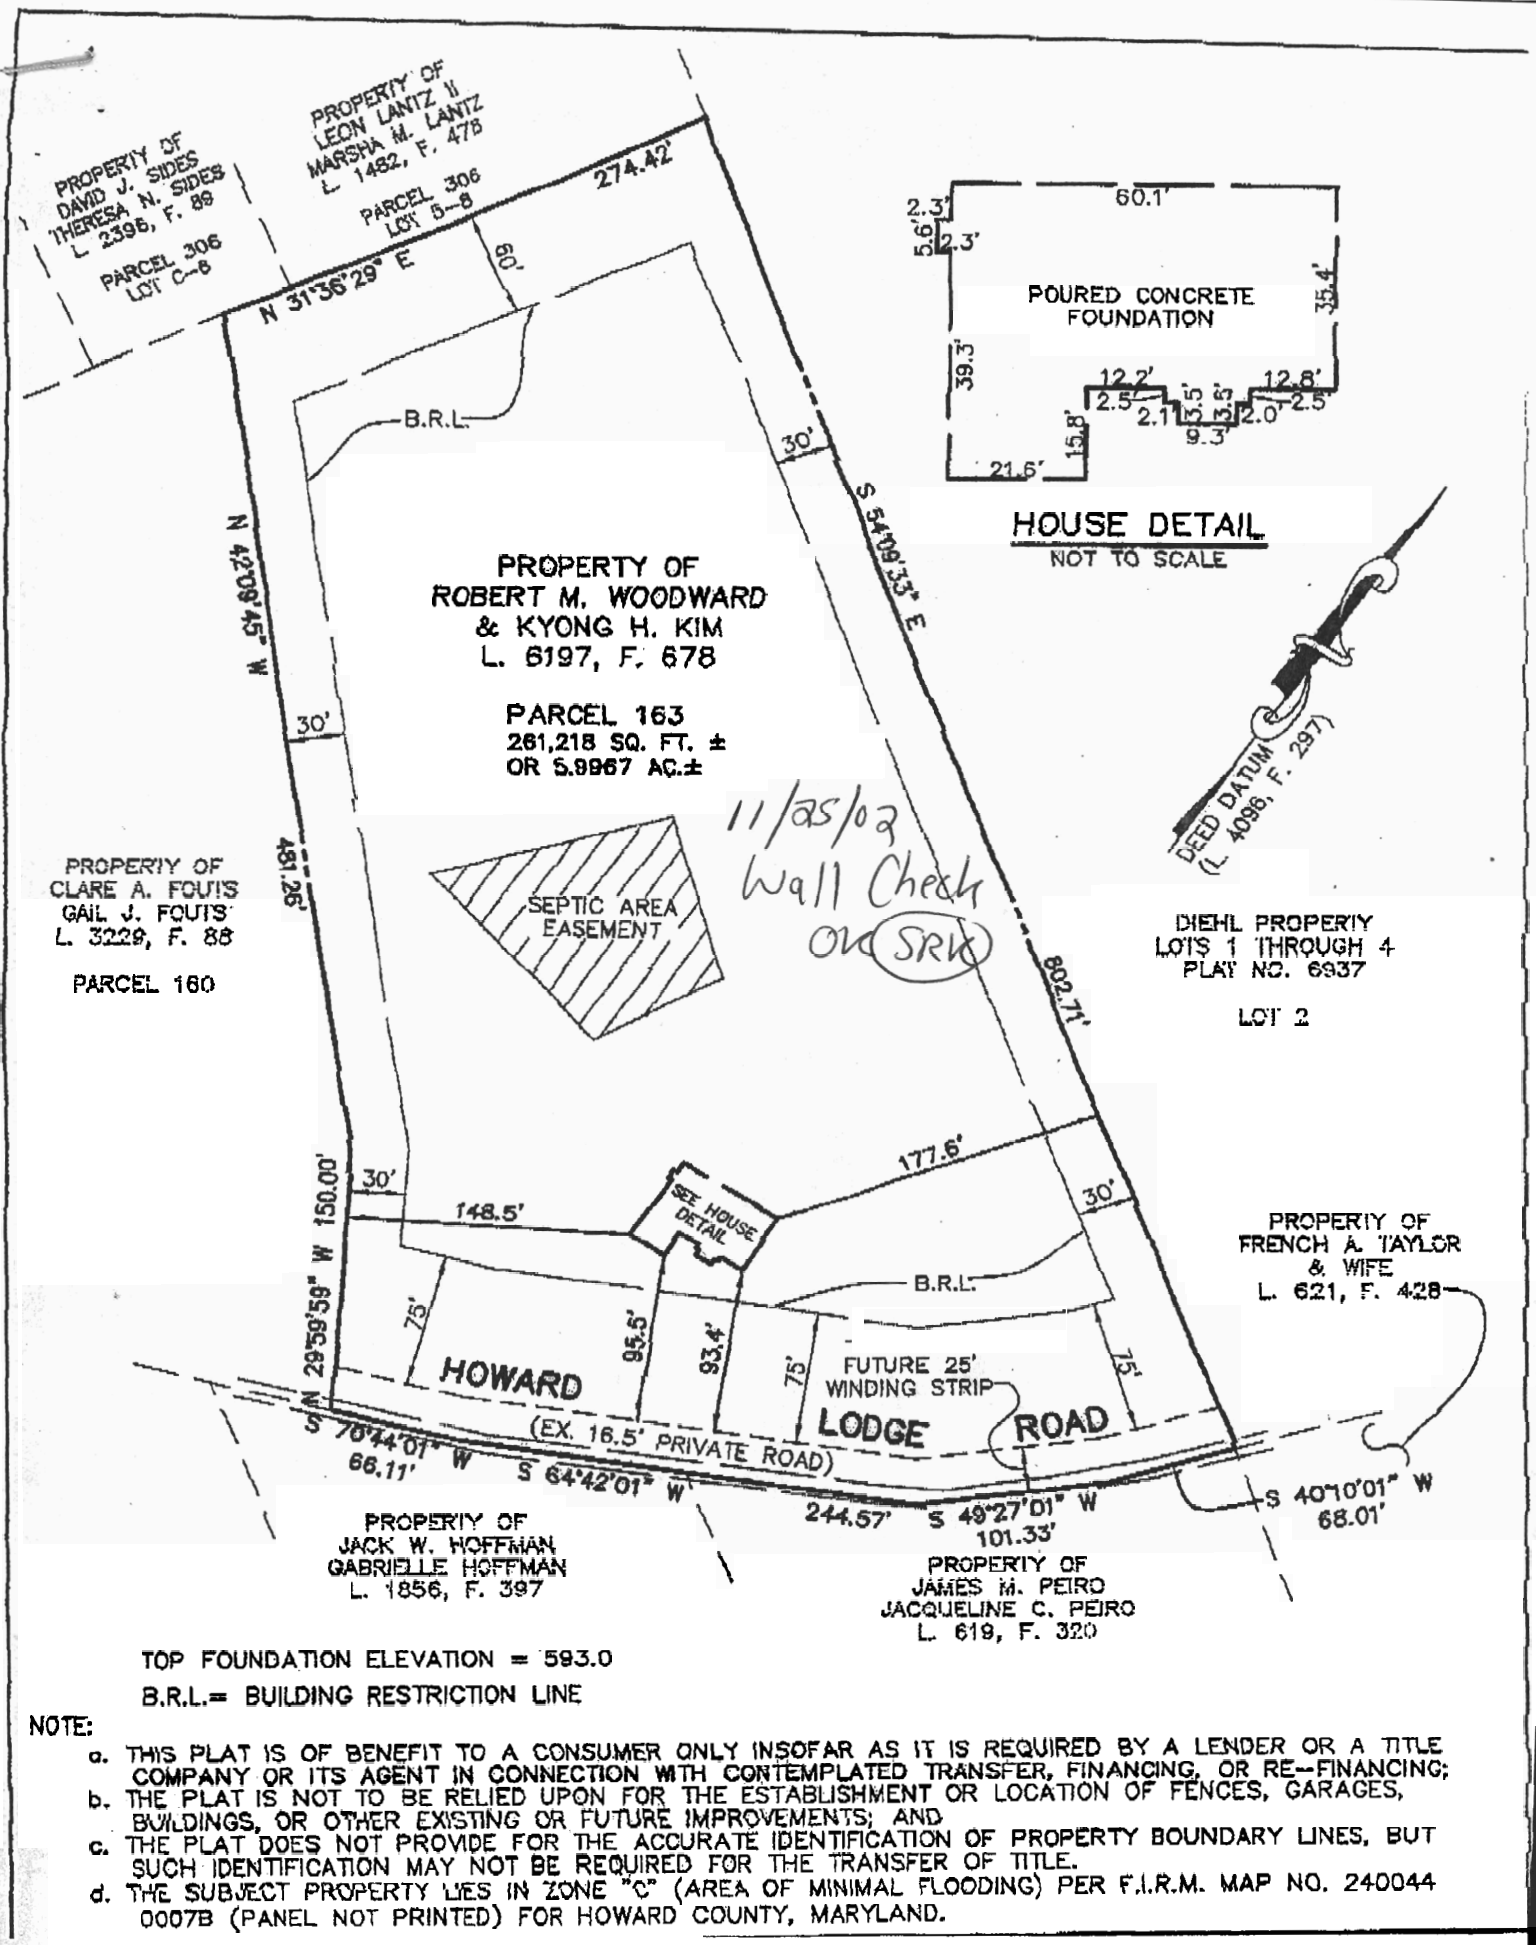 PROPERTY OF
DAVID J. SIDES
THERESA N. SIDES
L. 2396, F. 89
PARCEL 306
LOT C-8
PROPERTY OF
LEON LANTZ II
MARSHA M. LANTZ
L. 1482, F. 478
PARCEL 306
LOT 5-8
N 31°36'29" E
274.42'
60'
B.R.L.
30'
N 42°09'45" W
481.26'
30'
S 54°09'33" E
802.71'
PROPERTY OF
ROBERT M. WOODWARD
& KYONG H. KIM
L. 6197, F. 678
PARCEL 163
261,218 SQ. FT. ±
OR 5.9967 AC.±
60.1'
2.3'
5.6'
2.3'
35.4'
39.3'
POURED CONCRETE
FOUNDATION
12.2'
12.8'
2.5'
2.1'
3.5'
3.5'
2.0'
2.5'
9.3'
15.8'
21.6'
HOUSE DETAIL
NOT TO SCALE
DEED DATUM
(L. 4096, F. 297)
11/25/02
Wall Check
OK SRK
SEPTIC AREA
EASEMENT
PROPERTY OF
CLARE A. FOUTS
GAIL J. FOUTS
L. 3229, F. 88
PARCEL 160
DIEHL PROPERTY
LOTS 1 THROUGH 4
PLAT NO. 6937
LOT 2
N 29°59'59" W 150.00'
30'
148.5'
SEE HOUSE
DETAIL
177.6'
30'
B.R.L.
75'
95.5'
93.4'
75'
75'
PROPERTY OF
FRENCH A. TAYLOR
& WIFE
L. 621, F. 428
FUTURE 25'
WINDING STRIP
HOWARD LODGE ROAD
(EX. 16.5' PRIVATE ROAD)
S 70°44'01" W
66.11'
S 64°42'01" W
244.57'
S 49°27'01" W
101.33'
S 40°10'01" W
68.01'
PROPERTY OF
JACK W. HOFFMAN
GABRIELLE HOFFMAN
L. 1856, F. 397
PROPERTY OF
JAMES M. PEIRO
JACQUELINE C. PEIRO
L. 619, F. 320
TOP FOUNDATION ELEVATION = 593.0
B.R.L.= BUILDING RESTRICTION LINE
NOTE:
a. THIS PLAT IS OF BENEFIT TO A CONSUMER ONLY INSOFAR AS IT IS REQUIRED BY A LENDER OR A TITLE
COMPANY OR ITS AGENT IN CONNECTION WITH CONTEMPLATED TRANSFER, FINANCING, OR RE-FINANCING;
b. THE PLAT IS NOT TO BE RELIED UPON FOR THE ESTABLISHMENT OR LOCATION OF FENCES, GARAGES,
BUILDINGS, OR OTHER EXISTING OR FUTURE IMPROVEMENTS; AND
c. THE PLAT DOES NOT PROVIDE FOR THE ACCURATE IDENTIFICATION OF PROPERTY BOUNDARY LINES, BUT
SUCH IDENTIFICATION MAY NOT BE REQUIRED FOR THE TRANSFER OF TITLE.
d. THE SUBJECT PROPERTY LIES IN ZONE "C" (AREA OF MINIMAL FLOODING) PER F.I.R.M. MAP NO. 240044
0007B (PANEL NOT PRINTED) FOR HOWARD COUNTY, MARYLAND.